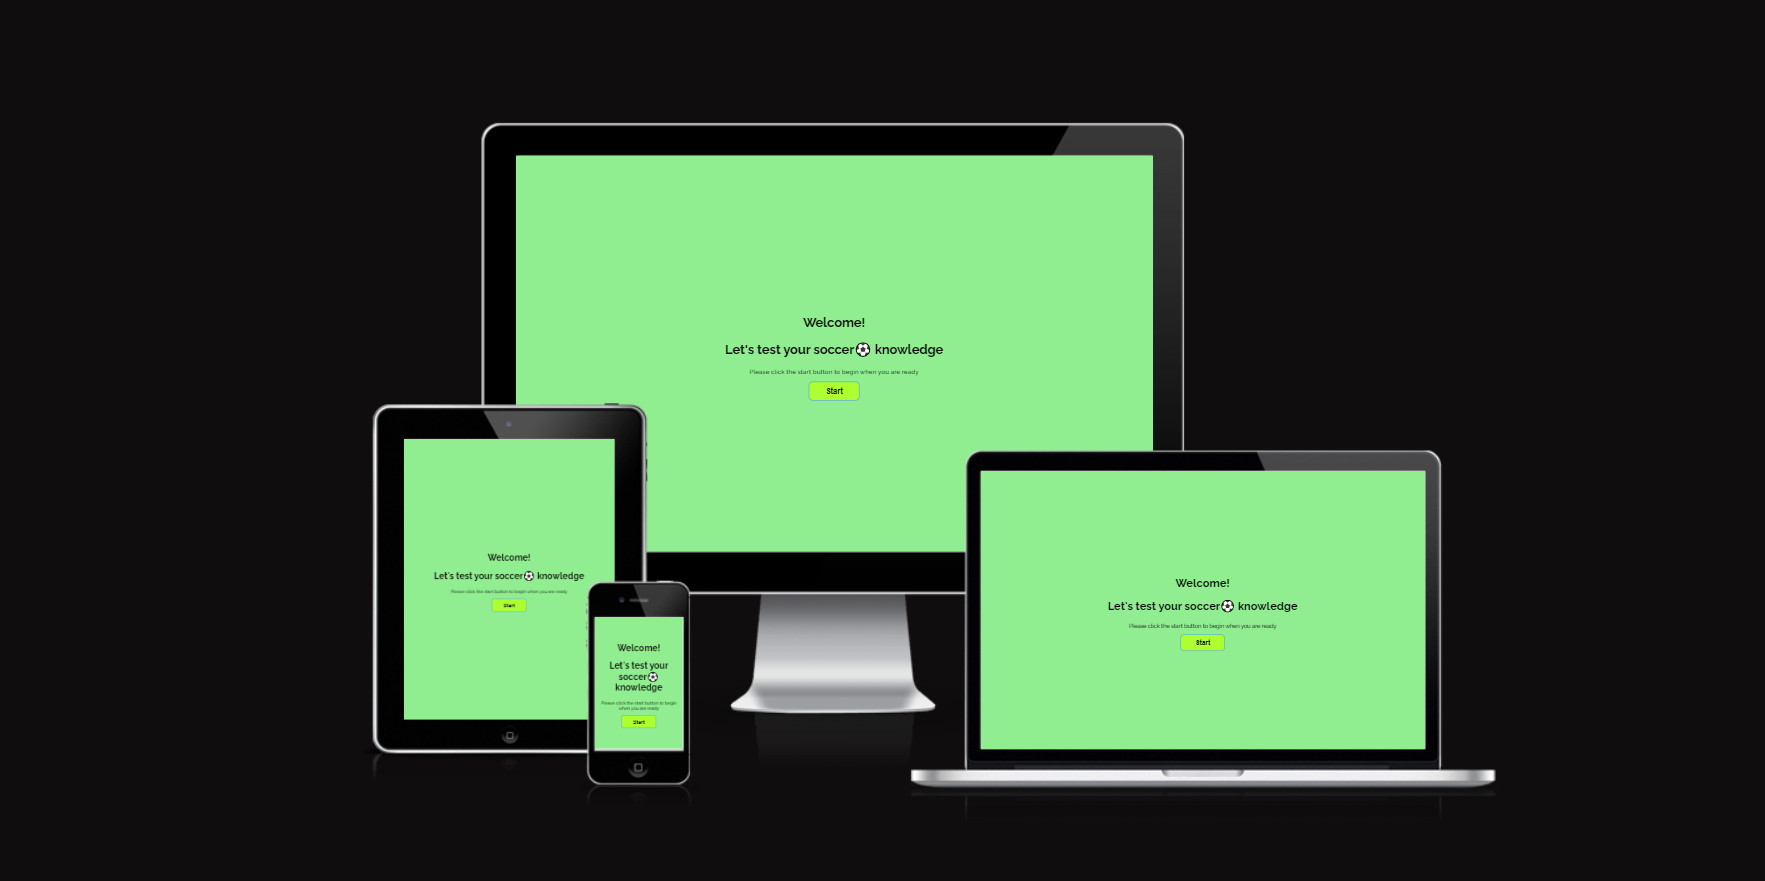 Welcome!
Let's test your soccer⚽ knowledge
Please click the start button to begin when you are ready
Start
Welcome!
Let's test your soccer⚽ knowledge
Please click the start button to begin when you are ready
Start
Welcome!
Let's test your
soccer⚽
knowledge
Please click the start button to begin
when you are ready
Start
Welcome!
Let's test your soccer⚽ knowledge
Please click the start button to begin when you are ready
Start